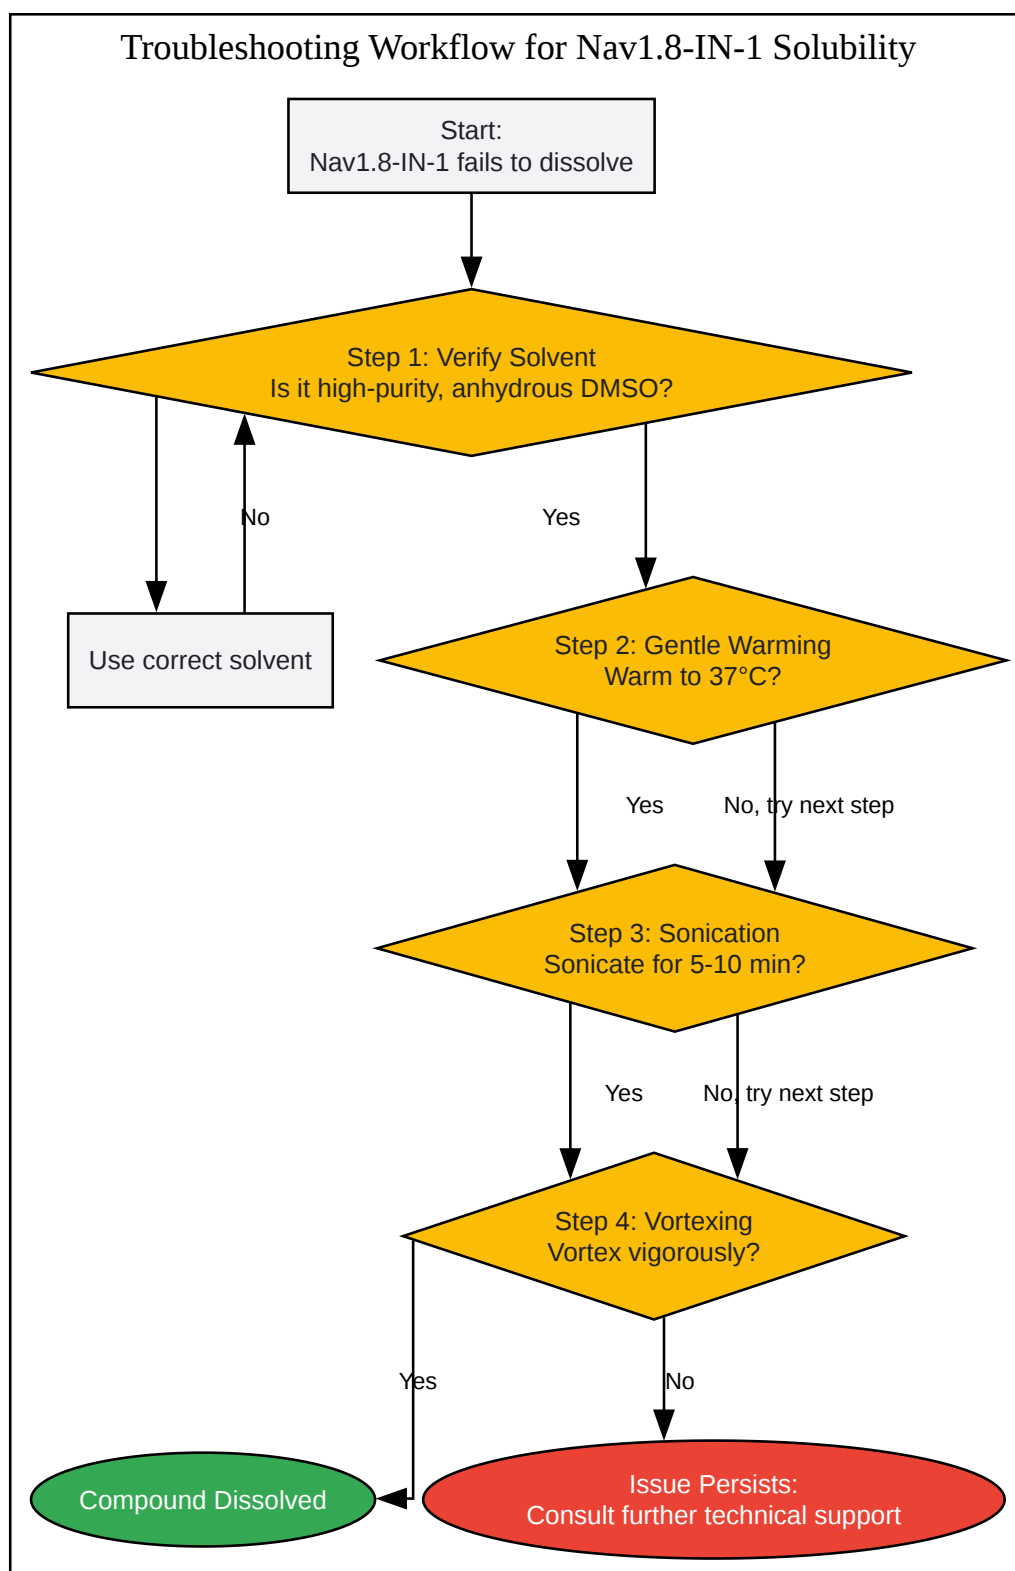 Troubleshooting Workflow for Nav1.8-IN-1 Solubility
Start:
Nav1.8-IN-1 fails to dissolve
Step 1: Verify Solvent
Is it high-purity, anhydrous DMSO?
No
Yes
Use correct solvent
Step 2: Gentle Warming
Warm to 37°C?
Yes
No, try next step
Step 3: Sonication
Sonicate for 5-10 min?
Yes
No, try next step
Step 4: Vortexing
Vortex vigorously?
Yes
No
Compound Dissolved
Issue Persists:
Consult further technical support